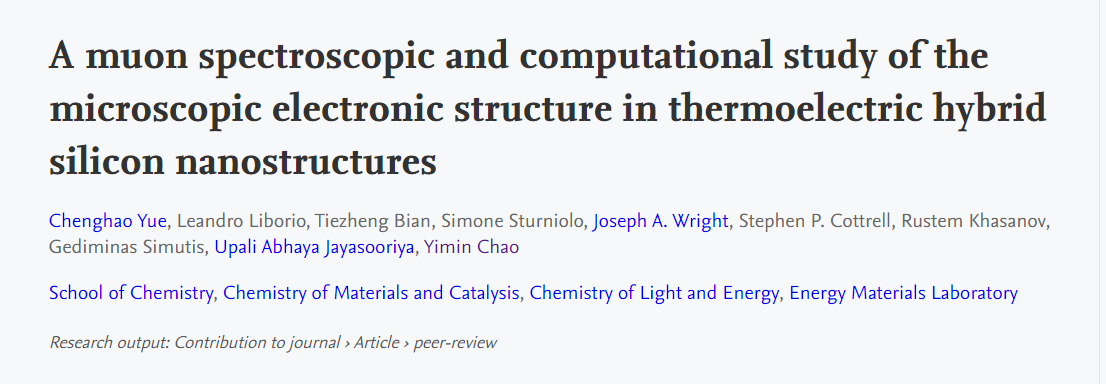 A muon spectroscopic and computational study of the
microscopic electronic structure in thermoelectric hybrid
silicon nanostructures
Chenghao Yue, Leandro Liborio, Tiezheng Bian, Simone Sturniolo, Joseph A. Wright, Stephen P. Cottrell, Rustem Khasanov,
Gediminas Simutis, Upali Abhaya Jayasooriya, Yimin Chao
School of Chemistry, Chemistry of Materials and Catalysis, Chemistry of Light and Energy, Energy Materials Laboratory
Research output: Contribution to journal › Article › peer-review